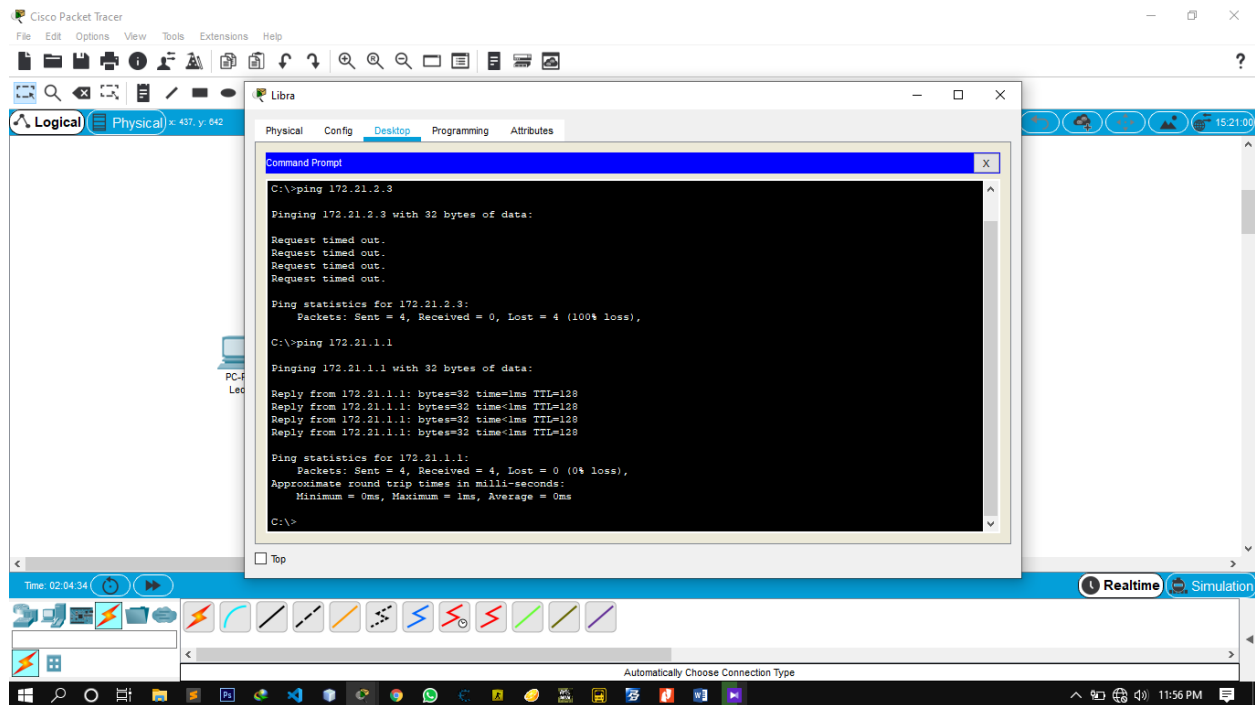 Cisco Packet Tracer
File Edit Options View Tools Extensions Help
?
Logical Physical x: 437, y: 642
15:21:00
Libra
Physical Config Desktop Programming Attributes
Command Prompt
X
C:\>ping 172.21.2.3
Pinging 172.21.2.3 with 32 bytes of data:
Request timed out.
Request timed out.
Request timed out.
Request timed out.
Ping statistics for 172.21.2.3:
Packets: Sent = 4, Received = 0, Lost = 4 (100% loss),
C:\>ping 172.21.1.1
Pinging 172.21.1.1 with 32 bytes of data:
Reply from 172.21.1.1: bytes=32 time=1ms TTL=128
Reply from 172.21.1.1: bytes=32 time<1ms TTL=128
Reply from 172.21.1.1: bytes=32 time<1ms TTL=128
Reply from 172.21.1.1: bytes=32 time<1ms TTL=128
Ping statistics for 172.21.1.1:
Packets: Sent = 4, Received = 4, Lost = 0 (0% loss),
Approximate round trip times in milli-seconds:
Minimum = 0ms, Maximum = 1ms, Average = 0ms
C:\>
Top
Time: 02:04:34
Realtime Simulation
Automatically Choose Connection Type
11:56 PM